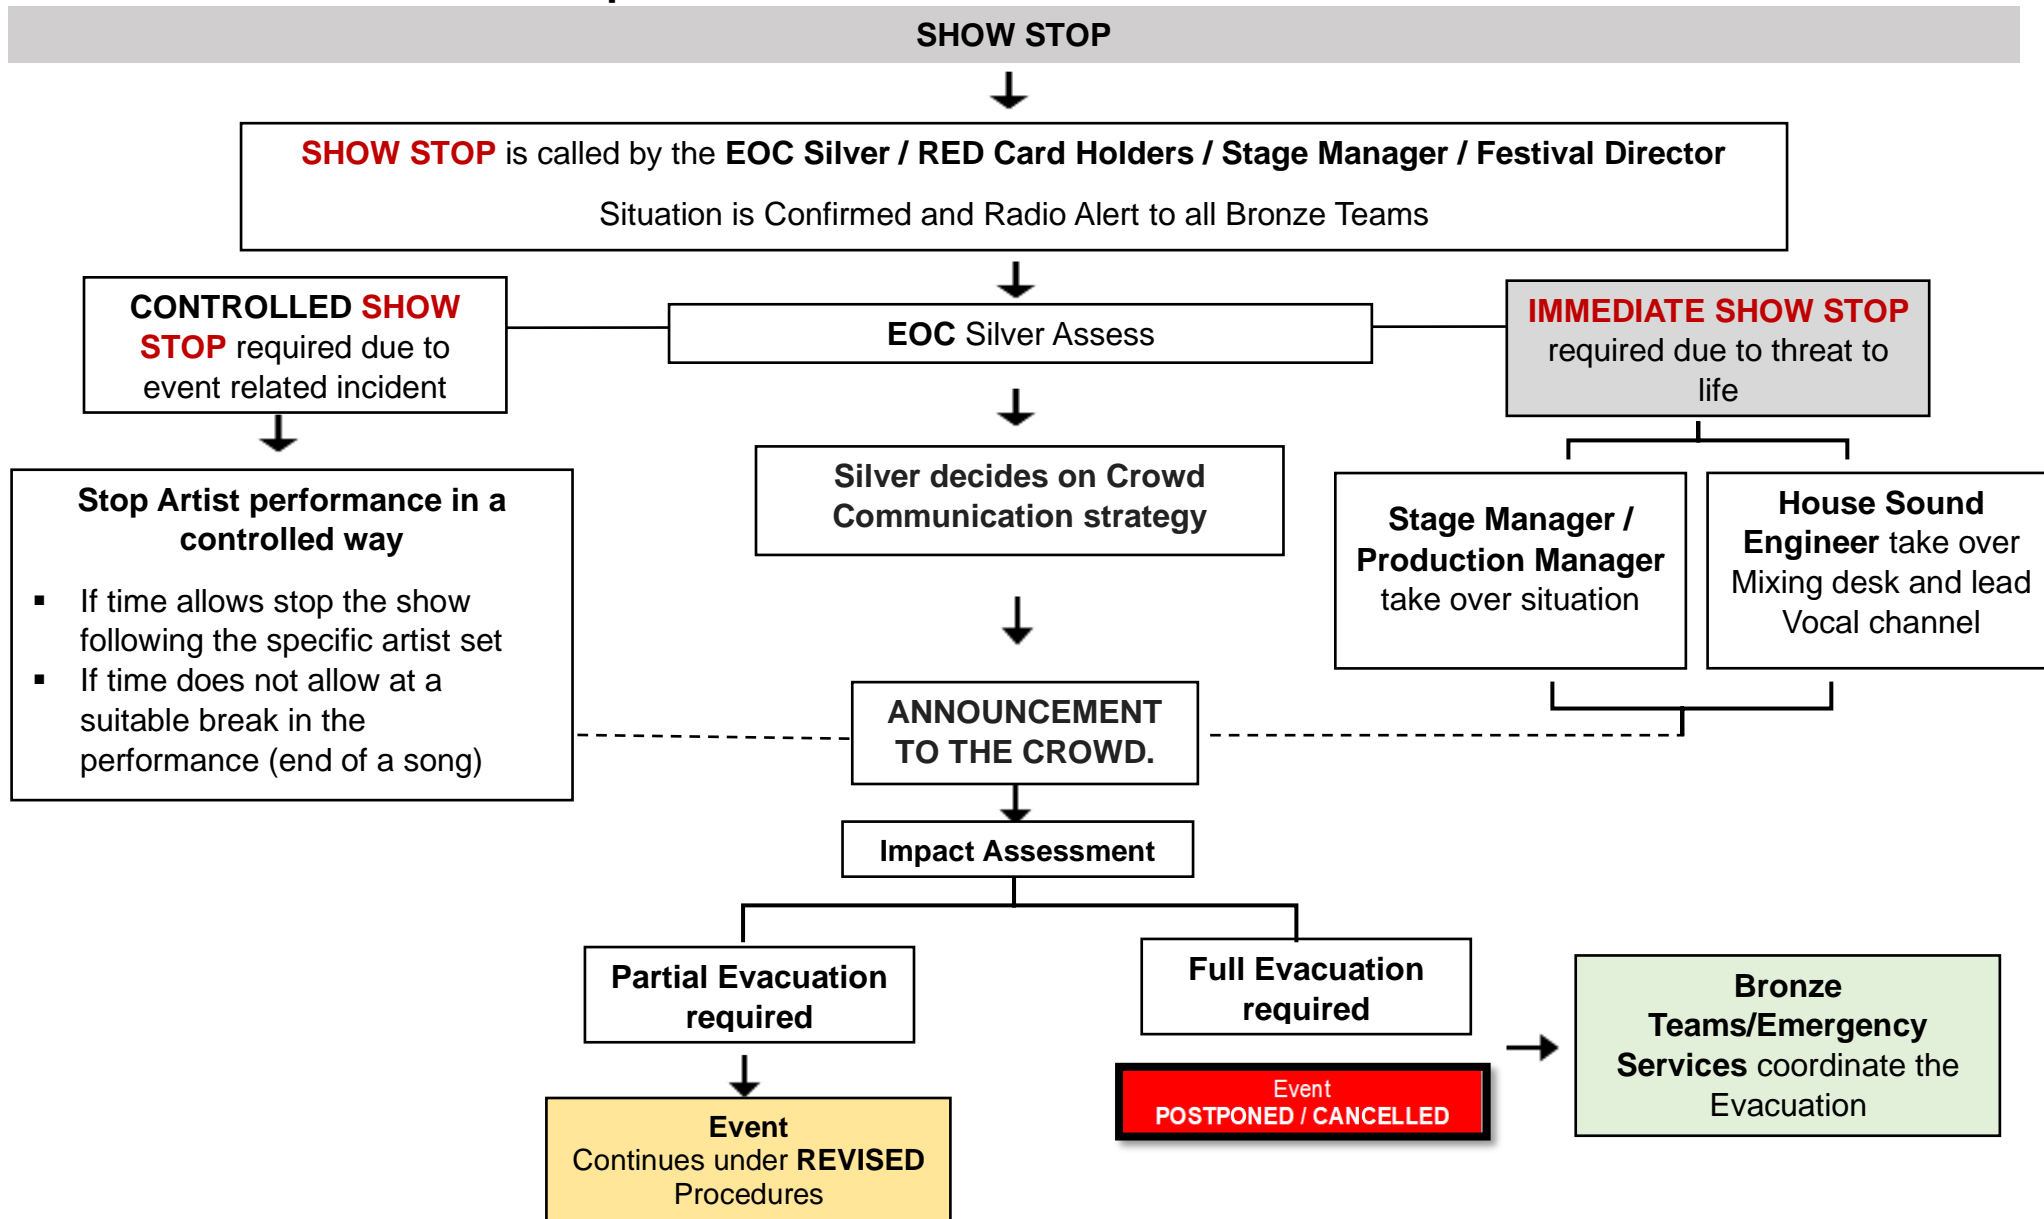 SHOW STOP
SHOW STOP is called by the EOC Silver / RED Card Holders / Stage Manager / Festival Director
Situation is Confirmed and Radio Alert to all Bronze Teams
CONTROLLED SHOW
STOP required due to
event related incident
EOC Silver Assess
IMMEDIATE SHOW STOP
required due to threat to
life
Stop Artist performance in a
controlled way
▪ If time allows stop the show
following the specific artist set
▪ If time does not allow at a
suitable break in the
performance (end of a song)
Silver decides on Crowd
Communication strategy
Stage Manager /
Production Manager
take over situation
House Sound
Engineer take over
Mixing desk and lead
Vocal channel
ANNOUNCEMENT
TO THE CROWD.
Impact Assessment
Partial Evacuation
required
Full Evacuation
required
Event
POSTPONED / CANCELLED
Bronze
Teams/Emergency
Services coordinate the
Evacuation
Event
Continues under REVISED
Procedures